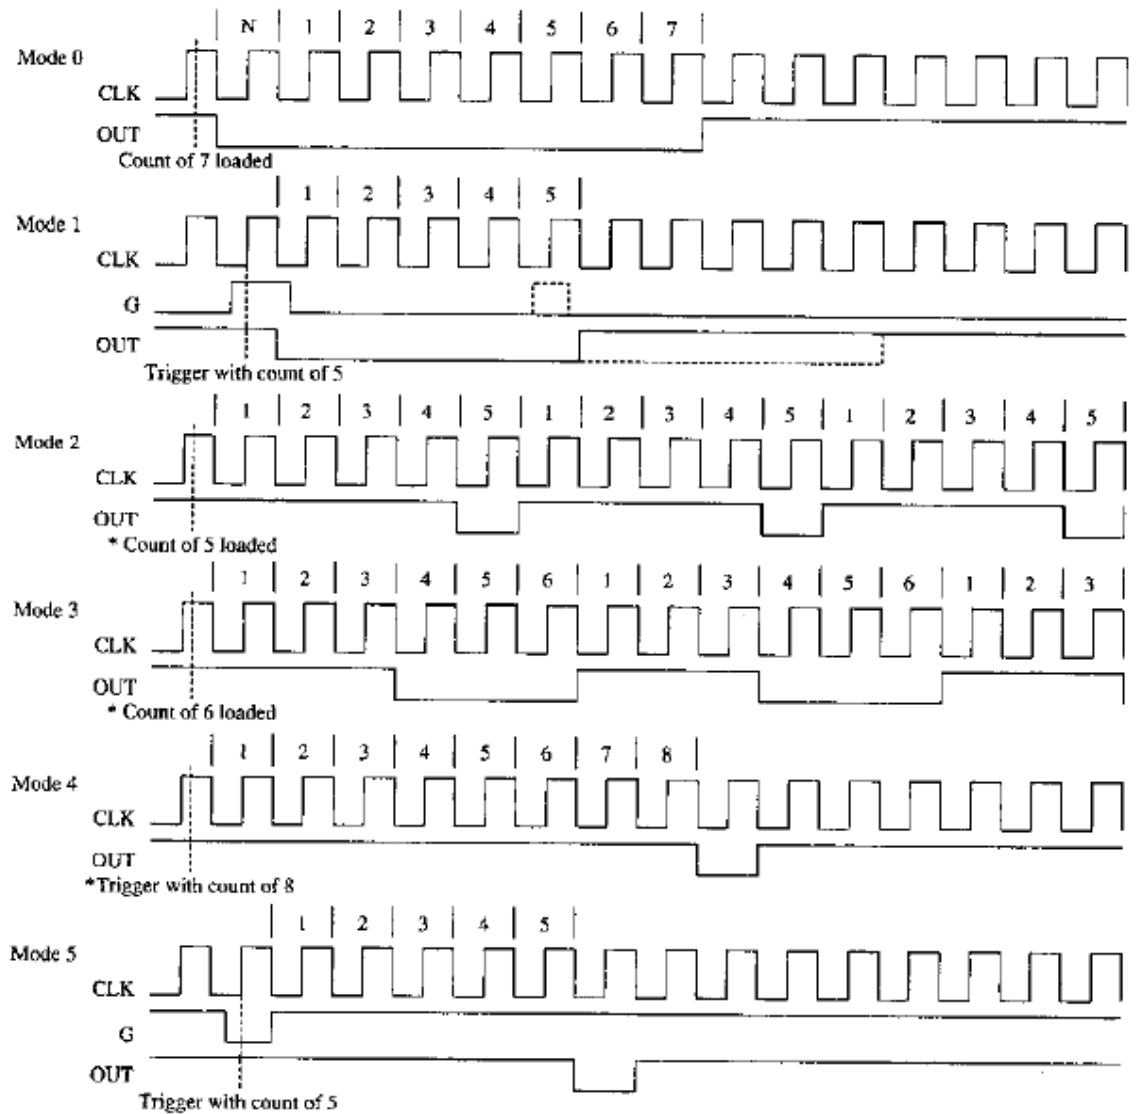 N 1 2 3 4 5 6 7
Mode 0
CLK
OUT
Count of 7 loaded
1 2 3 4 5
Mode 1
CLK
G
OUT
Trigger with count of 5
1 2 3 4 5 1 2 3 4 5 1 2 3 4 5
Mode 2
CLK
OUT
* Count of 5 loaded
1 2 3 4 5 6 1 2 3 4 5 6 1 2 3
Mode 3
CLK
OUT
* Count of 6 loaded
1 2 3 4 5 6 7 8
Mode 4
CLK
OUT
*Trigger with count of 8
1 2 3 4 5
Mode 5
CLK
G
OUT
Trigger with count of 5